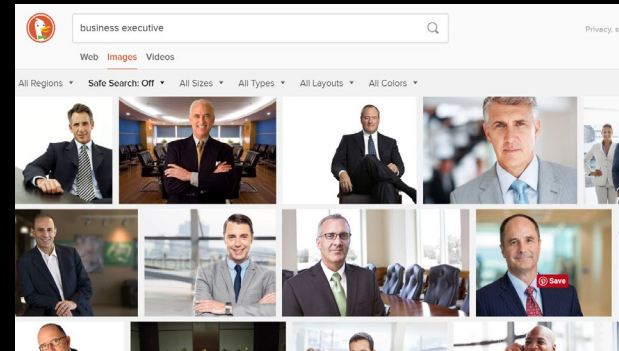 business executive
Privacy, s
Web Images Videos
All Regions ▼ Safe Search: Off ▼ All Sizes ▼ All Types ▼ All Layouts ▼ All Colors ▼
Save